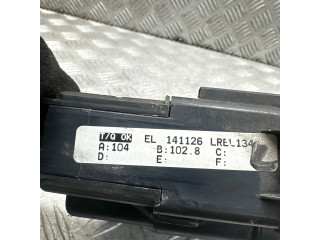 T/Q OK EL 141126 LREL134
A:104 B:102.8 C:
D: E: F: